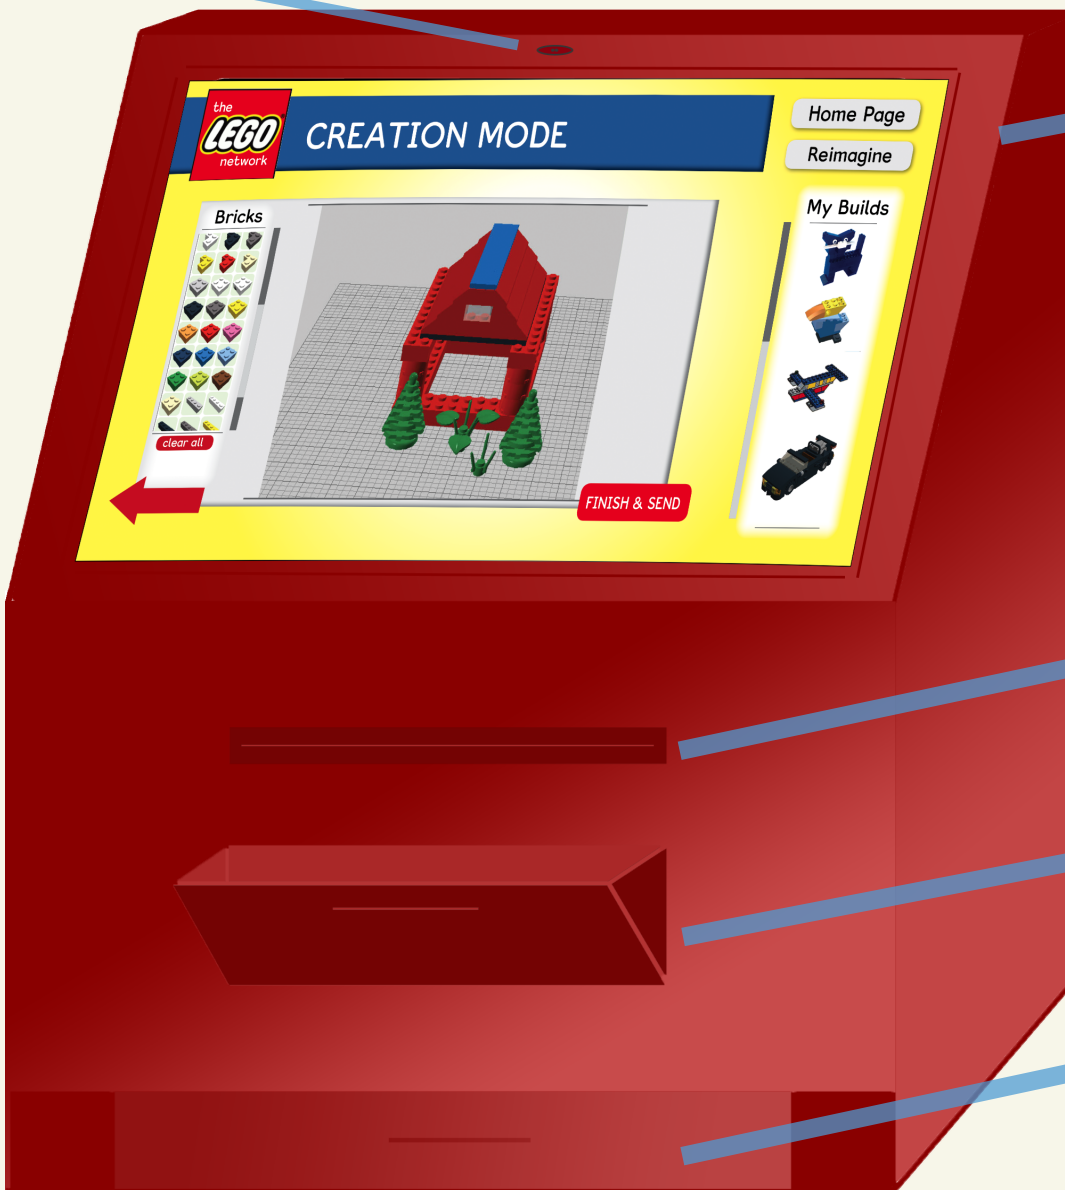 the
LEGO
network
CREATION MODE
Home Page
Reimagine
Bricks
My Builds
clear all
FINISH & SEND